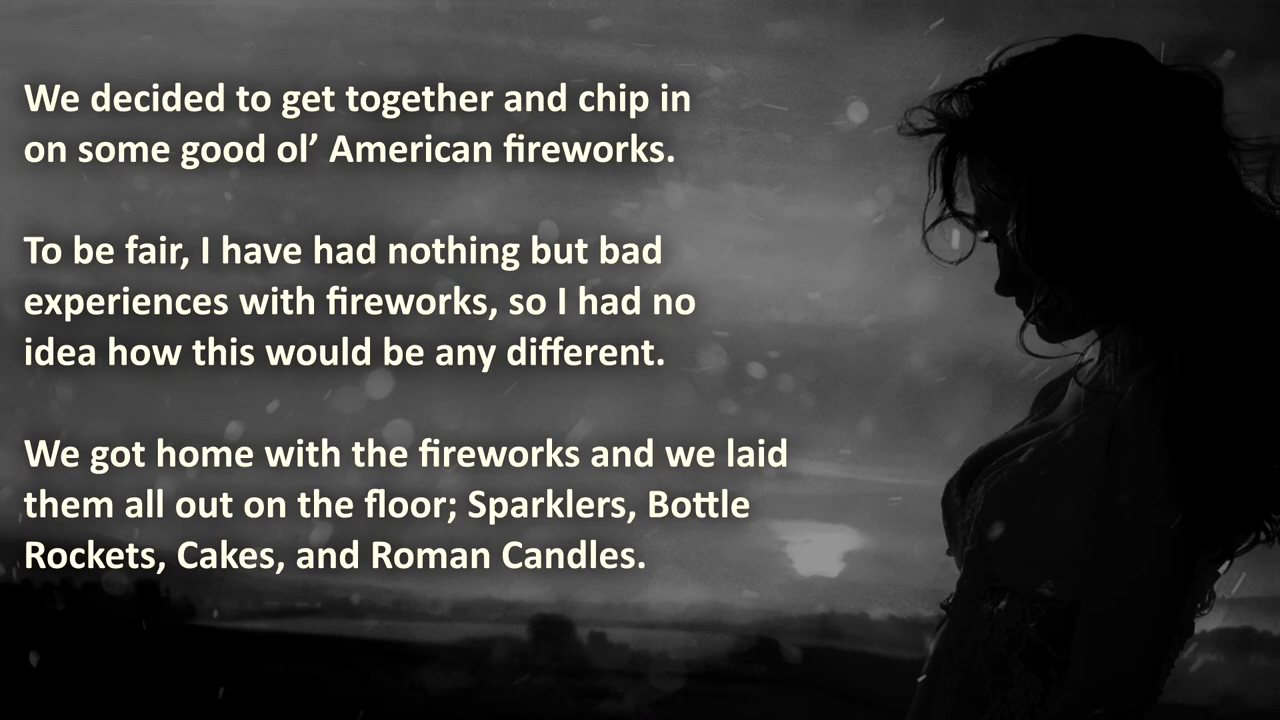 We decided to get together and chip in
on some good ol’ American fireworks.
To be fair, I have had nothing but bad
experiences with fireworks, so I had no
idea how this would be any different.
We got home with the fireworks and we laid
them all out on the floor; Sparklers, Bottle
Rockets, Cakes, and Roman Candles.